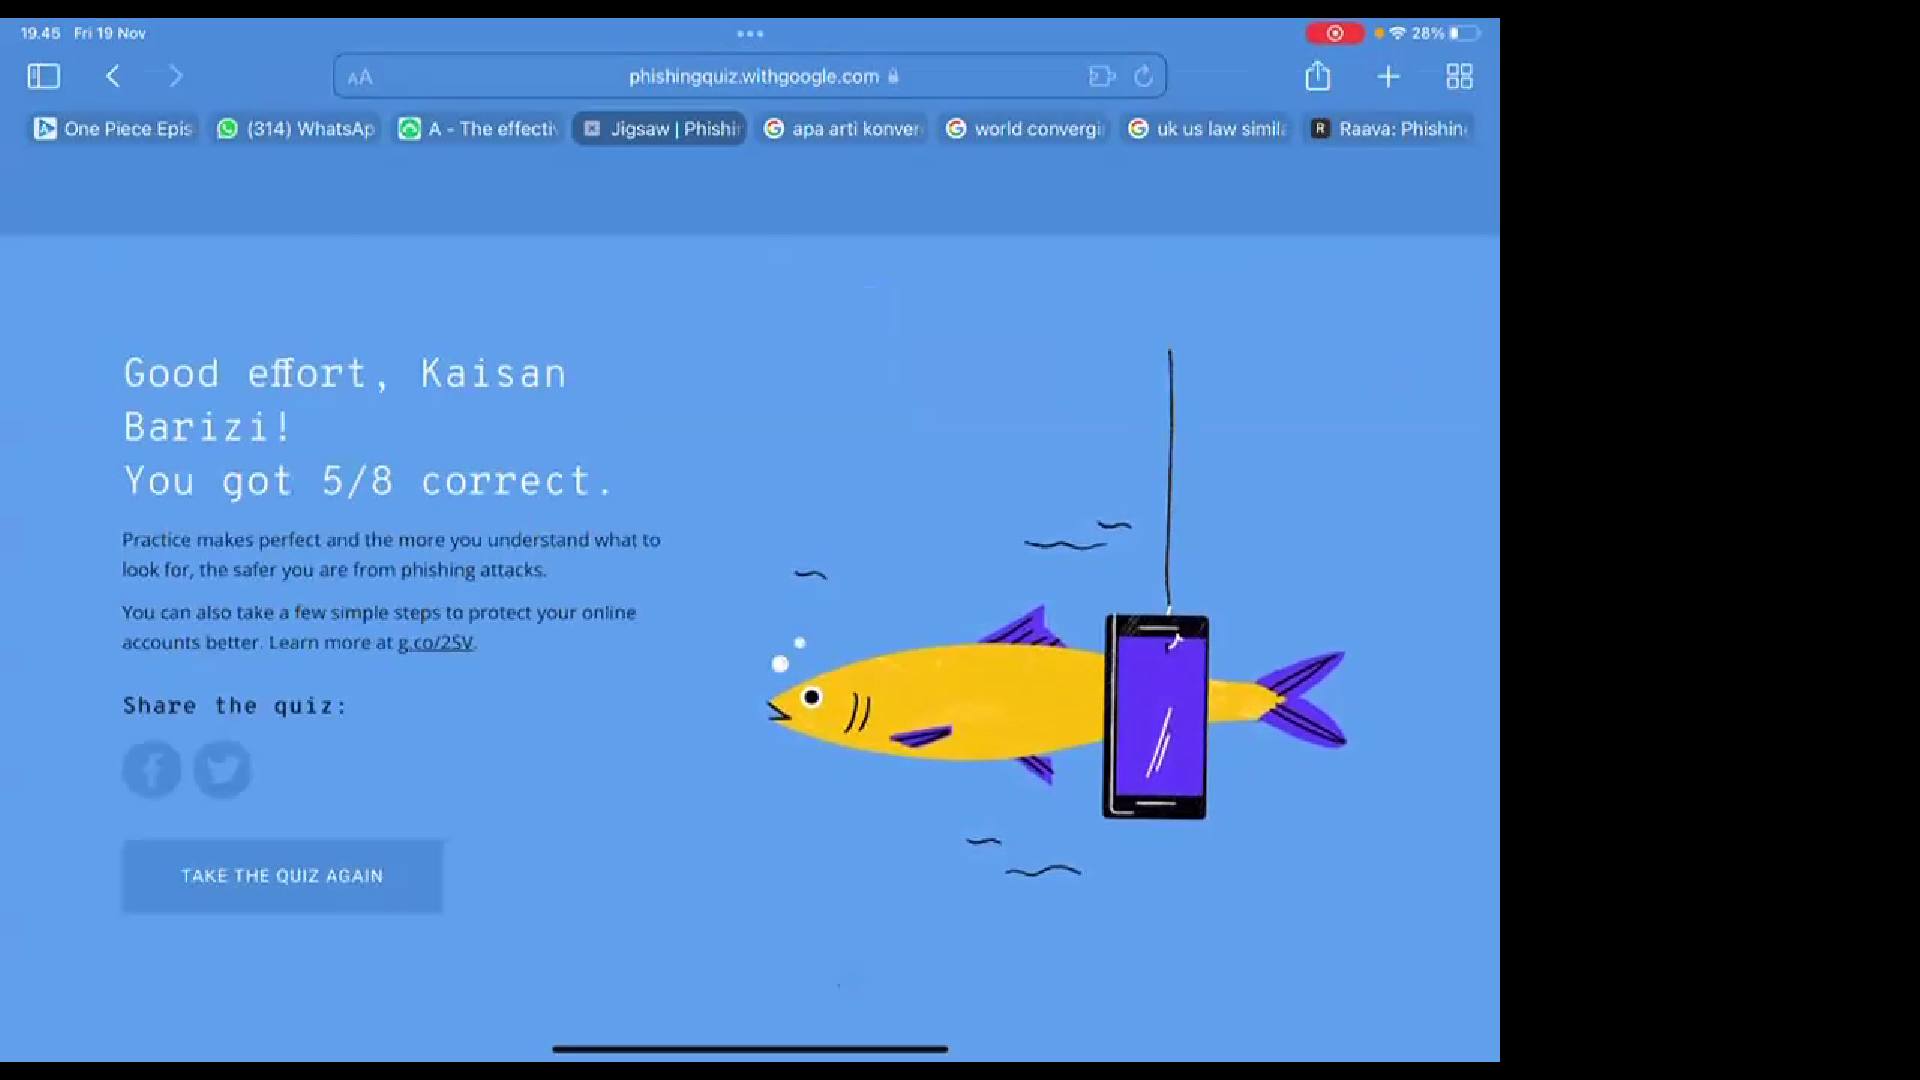 19.45 Fri 19 Nov
28%
AA phishingquiz.withgoogle.com
One Piece Epis
(314) WhatsAp
A - The effecti
Jigsaw | Phishi
apa arti konver
world convergi
uk us law simil
Raava: Phishin
Good effort, Kaisan
Barizi!
You got 5/8 correct.
Practice makes perfect and the more you understand what to
look for, the safer you are from phishing attacks.
You can also take a few simple steps to protect your online
accounts better. Learn more at g.co/2SV.
Share the quiz:
TAKE THE QUIZ AGAIN